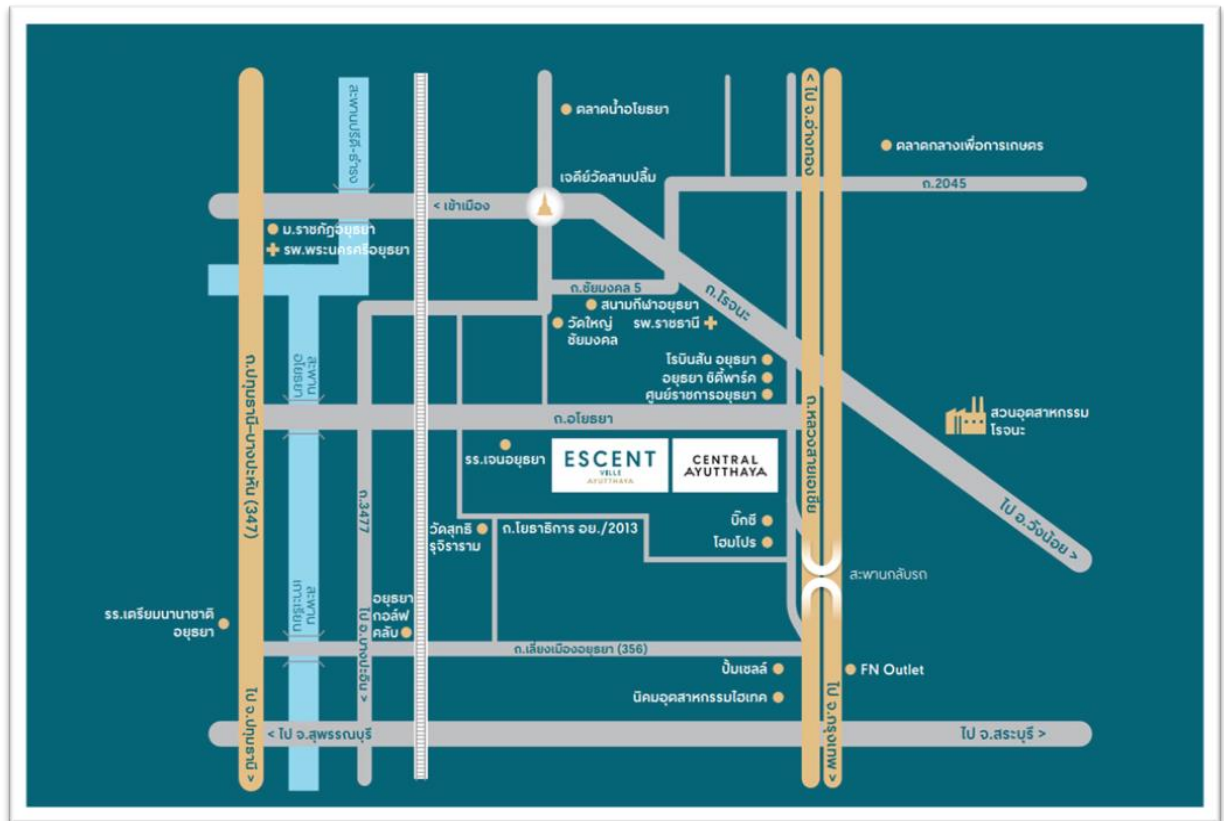 ตลาดน้ำอโยธยา
< ไป จ.อ่างทอง
ตลาดกลางเพื่อการเกษตร
สะพานปรีดี-ธำรง
เจดีย์วัดสามปลื้ม
ถ.2045
< เข้าเมือง
ม.ราชภัฏอยุธยา
รพ.พระนครศรีอยุธยา
ถ.ชัยมงคล 5
ถ.โรจนะ
สนามกีฬาอยุธยา
วัดใหญ่
ชัยมงคล
รพ.ราชธานี
โรบินสัน อยุธยา
อยุธยา ซิตี้พาร์ค
ศูนย์ราชการอยุธยา
ถ.ปทุมธานี-บางปะหัน (347)
สะพาน
อโยธยา
ถ.อโยธยา
ถ.หลวงสายเอเซีย
สวนอุตสาหกรรม
โรจนะ
รร.เจนอยุธยา
ESCENT
VILLE
AYUTTHAYA
CENTRAL
AYUTTHAYA
ถ.3477
วัดสุทธิ
รุจิราราม
ถ.โยธาธิการ อย./2013
บิ๊กซี
โฮมโปร
ไป อ.วังน้อย >
สะพานกลับรถ
สะพาน
เกาะเรียน
อยุธยา
กอล์ฟ
คลับ
รร.เตรียมนานาชาติ
อยุธยา
ไป อ.บางปะอิน >
ถ.เลี่ยงเมืองอยุธยา (356)
ปั้มเชลล์
FN Outlet
นิคมอุตสาหกรรมไฮเทค
ไป จ.ปทุมธานี >
< ไป จ.สุพรรณบุรี
ไป จ.กรุงเทพ >
ไป จ.สระบุรี >